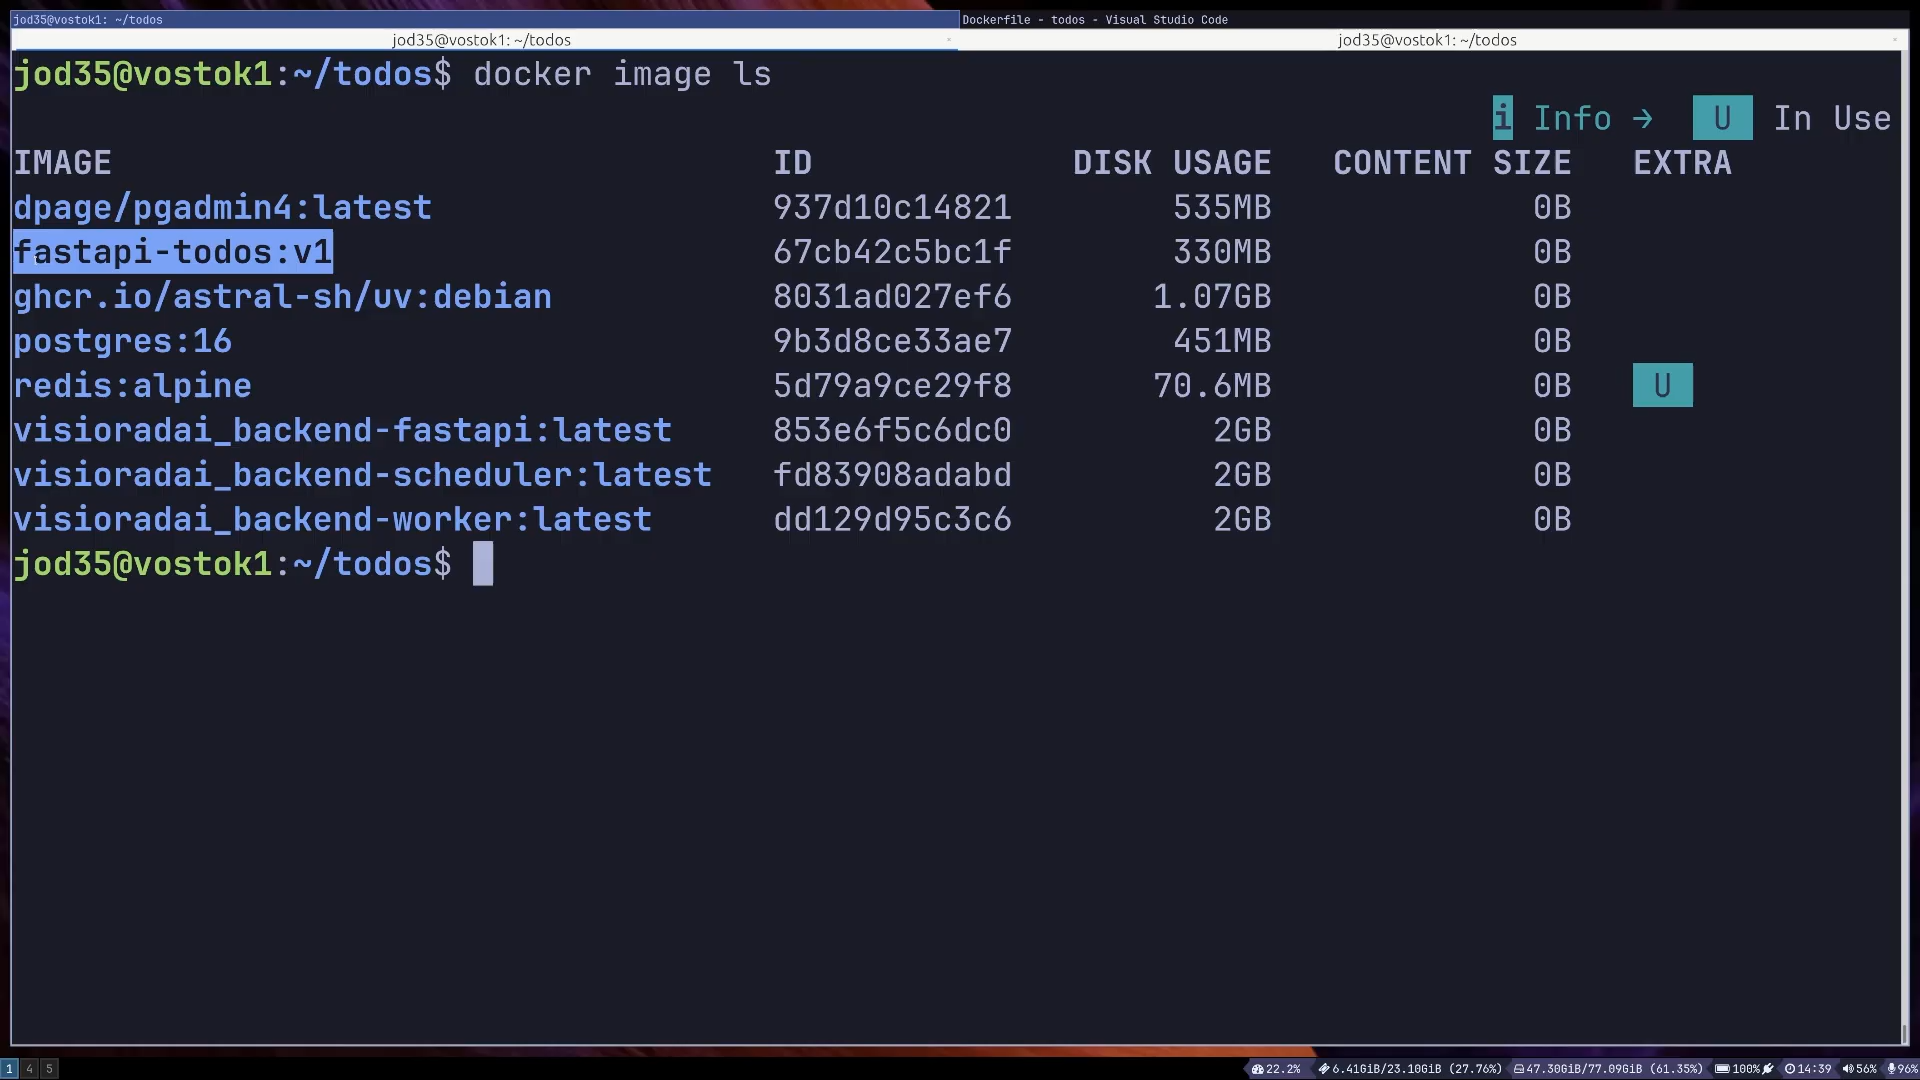 jod35@vostok1: ~/todos
Dockerfile - todos - Visual Studio Code
jod35@vostok1: ~/todos
jod35@vostok1: ~/todos
jod35@vostok1:~/todos$ docker image ls
i Info → U In Use
IMAGE ID DISK USAGE CONTENT SIZE EXTRA
dpage/pgadmin4:latest 937d10c14821 535MB 0B
fastapi-todos:v1 67cb42c5bc1f 330MB 0B
ghcr.io/astral-sh/uv:debian 8031ad027ef6 1.07GB 0B
postgres:16 9b3d8ce33ae7 451MB 0B
redis:alpine 5d79a9ce29f8 70.6MB 0B U
visioradai_backend-fastapi:latest 853e6f5c6dc0 2GB 0B
visioradai_backend-scheduler:latest fd83908adabd 2GB 0B
visioradai_backend-worker:latest dd129d95c3c6 2GB 0B
jod35@vostok1:~/todos$
1 4 5 22.2% 6.41GiB/23.10GiB (27.76%) 47.30GiB/77.09GiB (61.35%) 100% 14:39 56% 96%